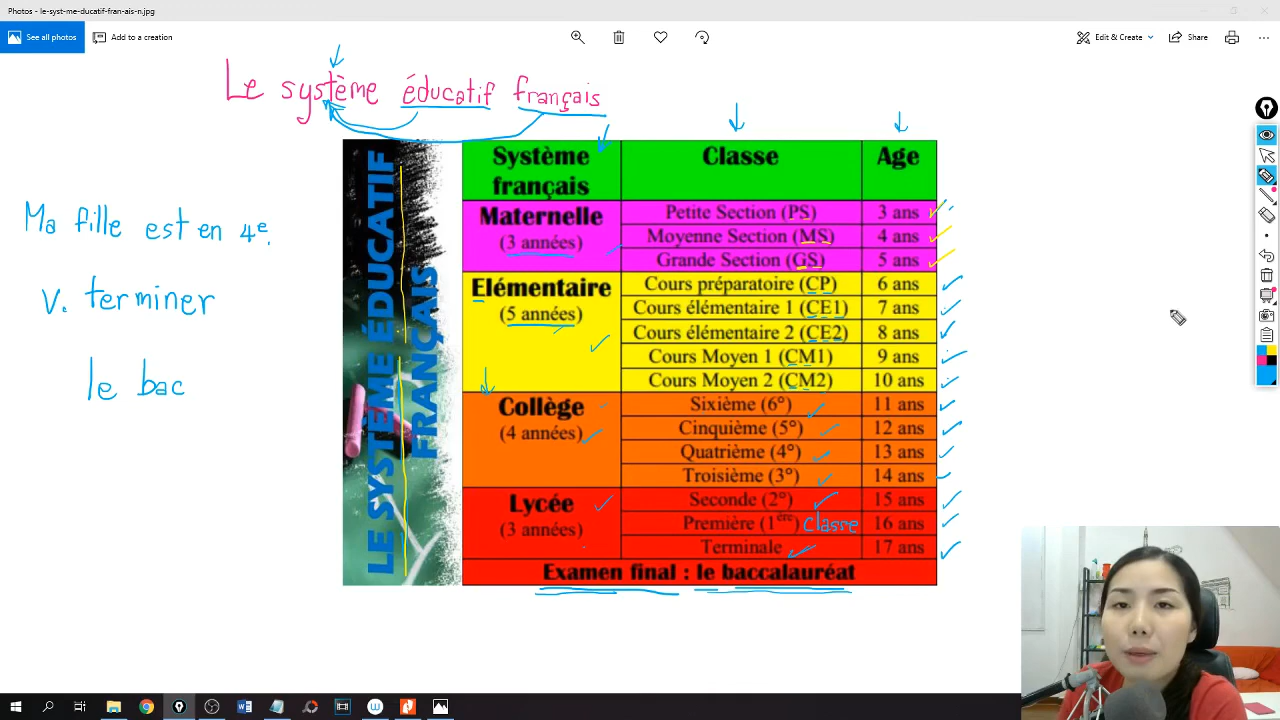 Photos - le-syst-me-ducatif-fran-ais-n.jpg
See all photos
Add to a creation
Edit & Create
Share
Le système éducatif français
Ma fille est en 4e.
v. terminer
le bac
LE SYSTEME ÉDUCATIF
FRANÇAIS
Système français Classe Age
Maternelle
(3 années)
Petite Section (PS) 3 ans
Moyenne Section (MS) 4 ans
Grande Section (GS) 5 ans
Elémentaire
(5 années)
Cours préparatoire (CP) 6 ans
Cours élémentaire 1 (CE1) 7 ans
Cours élémentaire 2 (CE2) 8 ans
Cours Moyen 1 (CM1) 9 ans
Cours Moyen 2 (CM2) 10 ans
Collège
(4 années)
Sixième (6°) 11 ans
Cinquième (5°) 12 ans
Quatrième (4°) 13 ans
Troisième (3°) 14 ans
Lycée
(3 années)
Seconde (2°) 15 ans
Première (1ère) classe 16 ans
Terminale 17 ans
Examen final : le baccalauréat